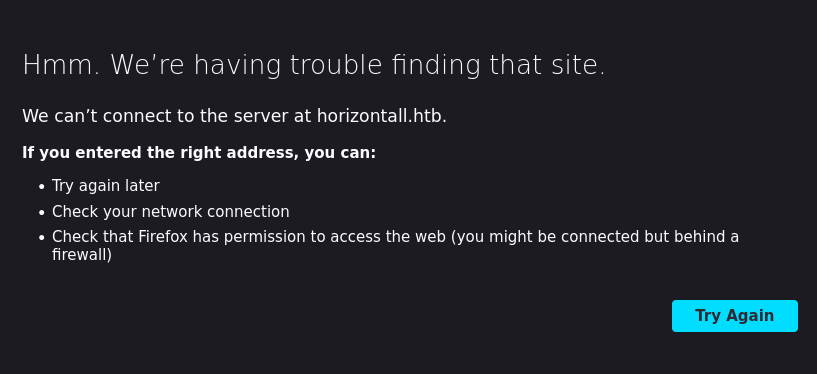 Hmm. We’re having trouble finding that site.
We can’t connect to the server at horizontall.htb.
If you entered the right address, you can:
• Try again later
• Check your network connection
• Check that Firefox has permission to access the web (you might be connected but behind a
firewall)
Try Again